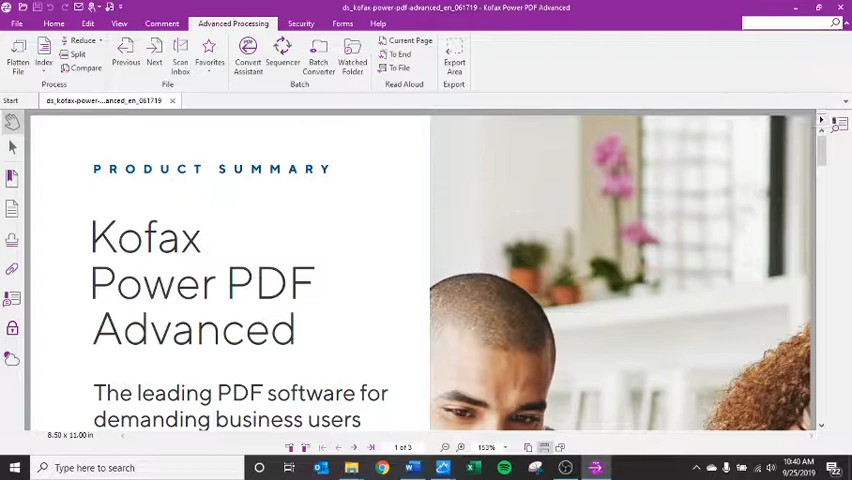 ds_kofax-power-pdf-advanced_en_061719 - Kofax Power PDF Advanced
File Home Edit View Comment Advanced Processing Security Forms Help
Flatten File
Index
Reduce
Split
Compare
Process
Previous
Next
Scan Inbox
Favorites
File
Convert Assistant
Sequencer
Batch Converter
Watched Folder
Batch
Current Page
To End
To File
Read Aloud
Export Area
Export
Start
ds_kofax-power-...anced_en_061719
PRODUCT SUMMARY
Kofax
Power PDF
Advanced
The leading PDF software for
demanding business users
8.50 x 11.00 in
1 of 3
153%
Type here to search
10:40 AM
9/25/2019
22